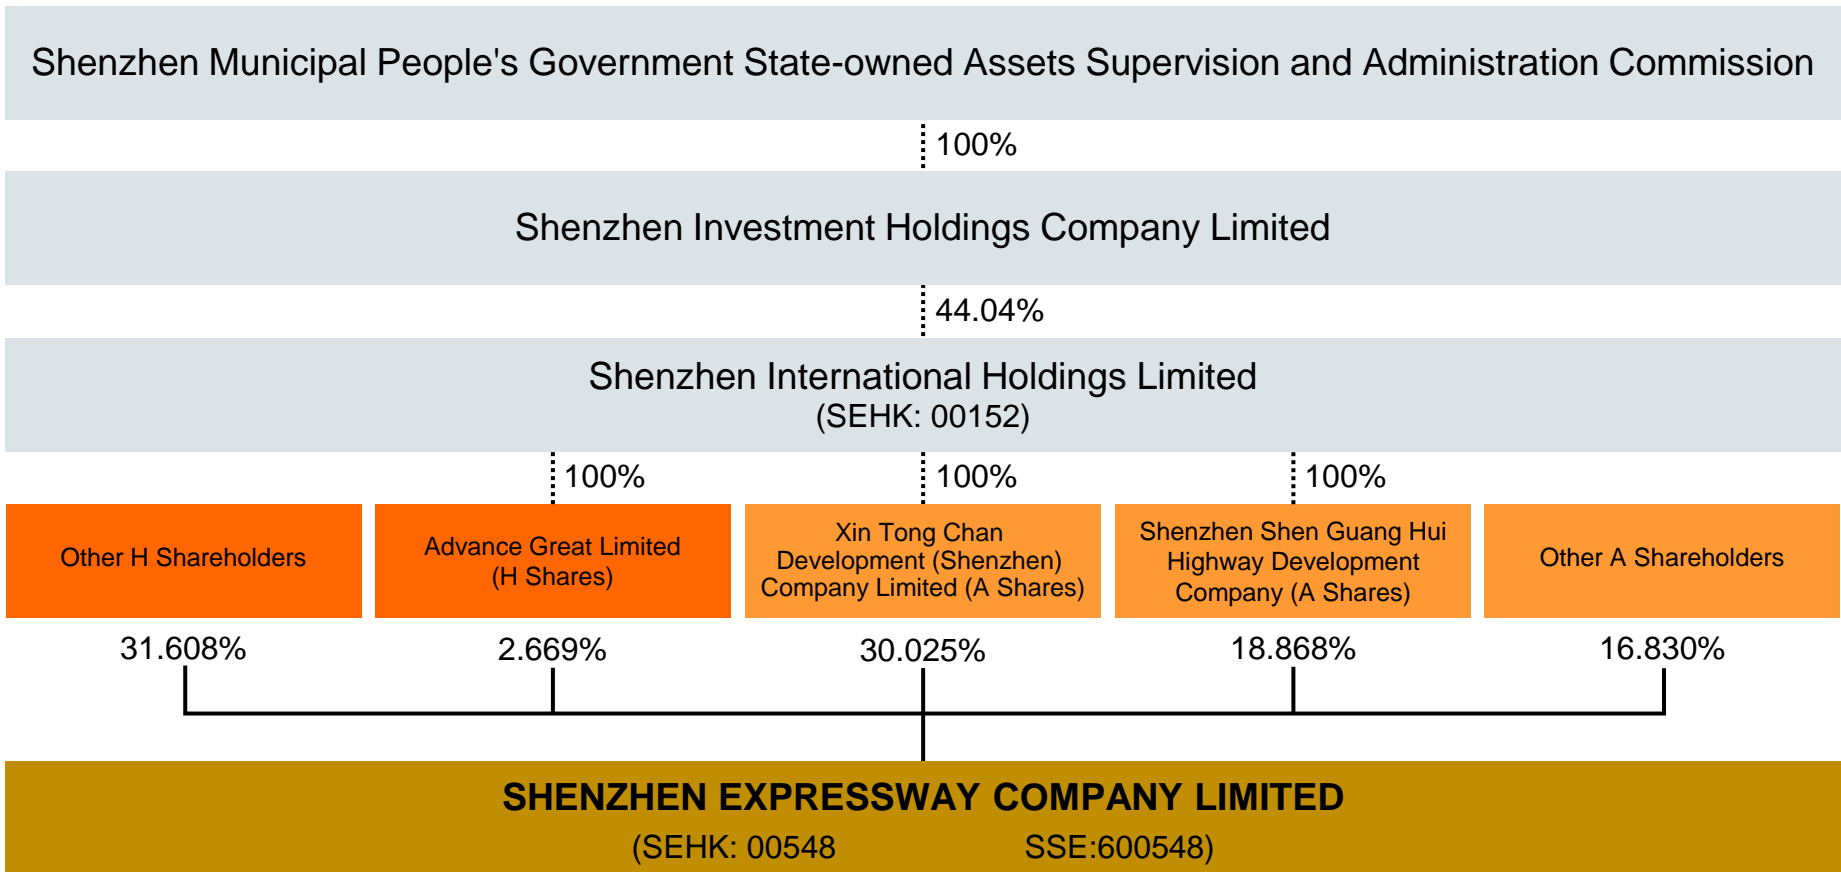 Shenzhen Municipal People's Government State-owned Assets Supervision and Administration Commission
100%
Shenzhen Investment Holdings Company Limited
44.04%
Shenzhen International Holdings Limited
(SEHK: 00152)
100%
100%
100%
Other H Shareholders
Advance Great Limited
(H Shares)
Xin Tong Chan
Development (Shenzhen)
Company Limited (A Shares)
Shenzhen Shen Guang Hui
Highway Development
Company (A Shares)
Other A Shareholders
31.608%
2.669%
30.025%
18.868%
16.830%
SHENZHEN EXPRESSWAY COMPANY LIMITED
(SEHK: 00548 SSE:600548)